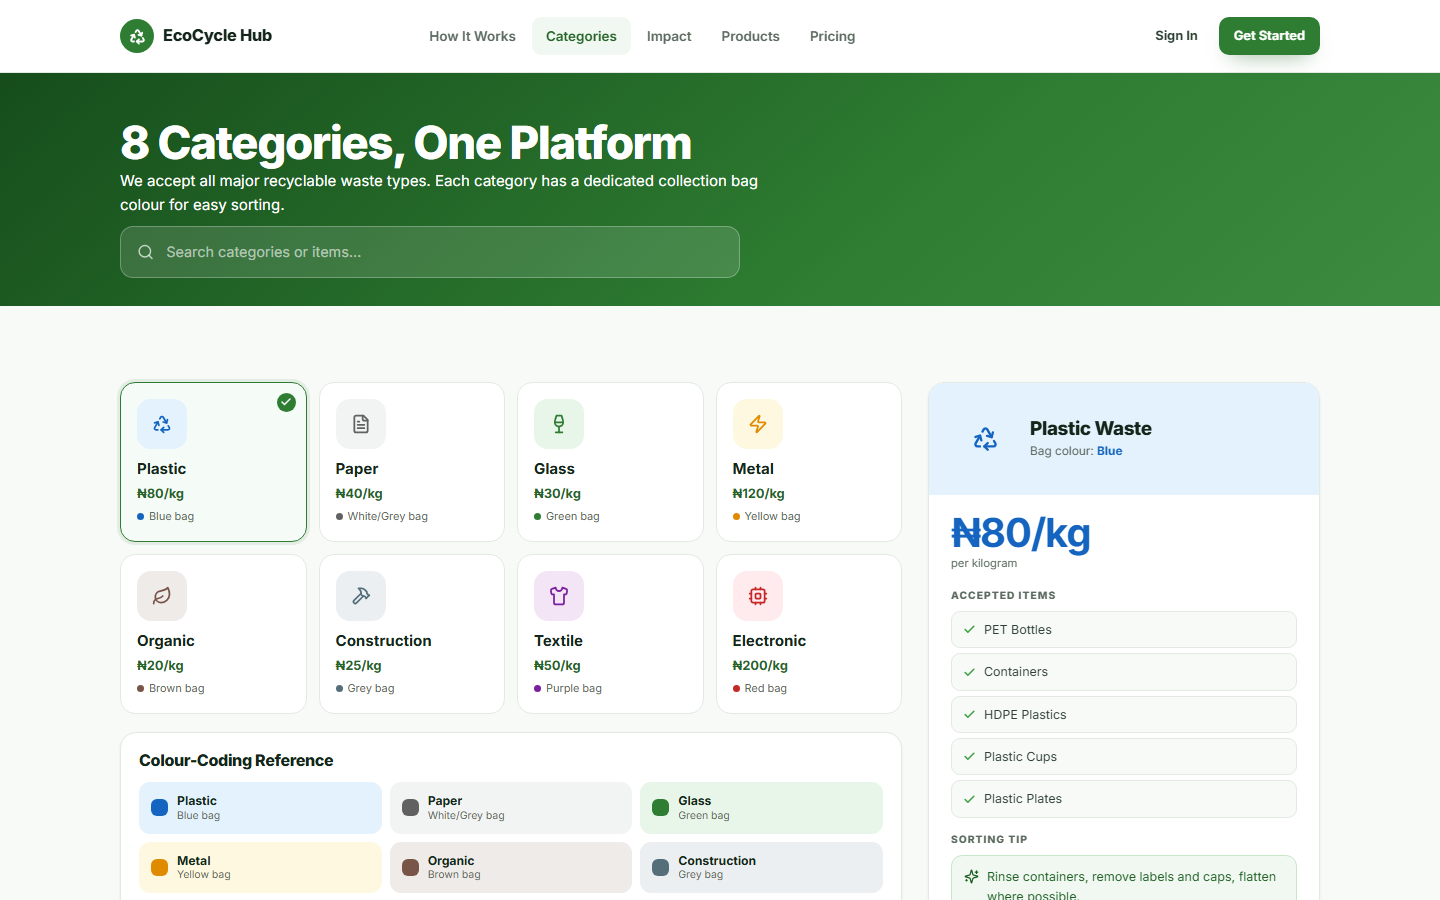 EcoCycle Hub
How It Works
Categories
Impact
Products
Pricing
Sign In
Get Started
8 Categories, One Platform
We accept all major recyclable waste types. Each category has a dedicated collection bag
colour for easy sorting.
Search categories or items...
Plastic
₦80/kg
Blue bag
Paper
₦40/kg
White/Grey bag
Glass
₦30/kg
Green bag
Metal
₦120/kg
Yellow bag
Organic
₦20/kg
Brown bag
Construction
₦25/kg
Grey bag
Textile
₦50/kg
Purple bag
Electronic
₦200/kg
Red bag
Colour-Coding Reference
Plastic
Blue bag
Paper
White/Grey bag
Glass
Green bag
Metal
Yellow bag
Organic
Brown bag
Construction
Grey bag
Plastic Waste
Bag colour: Blue
₦80/kg
per kilogram
ACCEPTED ITEMS
PET Bottles
Containers
HDPE Plastics
Plastic Cups
Plastic Plates
SORTING TIP
Rinse containers, remove labels and caps, flatten
where possible.